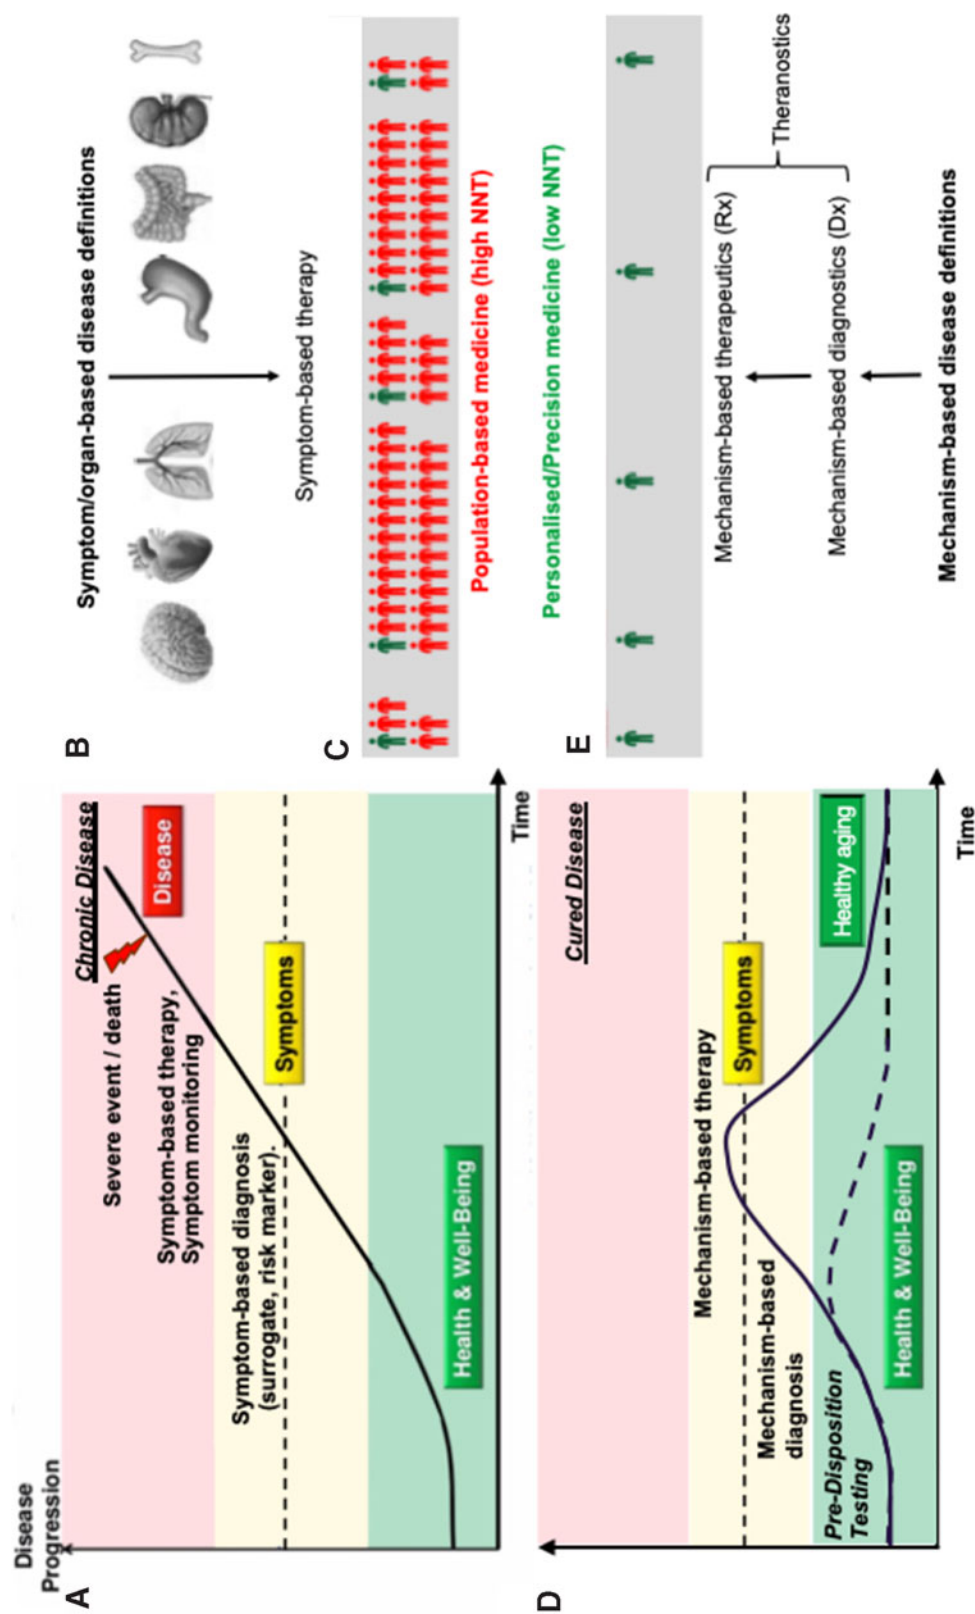 A
Disease
Progression
Chronic Disease
Severe event / death
Disease
Symptom-based therapy,
Symptom monitoring
Symptom-based diagnosis
(surrogate, risk marker).
Symptoms
Health & Well-Being
Time
B
Symptom/organ-based disease definitions
Symptom-based therapy
C
Population-based medicine (high NNT)
D
Cured Disease
Mechanism-based therapy
Symptoms
Mechanism-based
diagnosis
Healthy aging
Pre-Disposition
Testing
Health & Well-Being
Time
Personalised/Precision medicine (low NNT)
E
Mechanism-based therapeutics (Rx)
Theranostics
Mechanism-based diagnostics (Dx)
Mechanism-based disease definitions